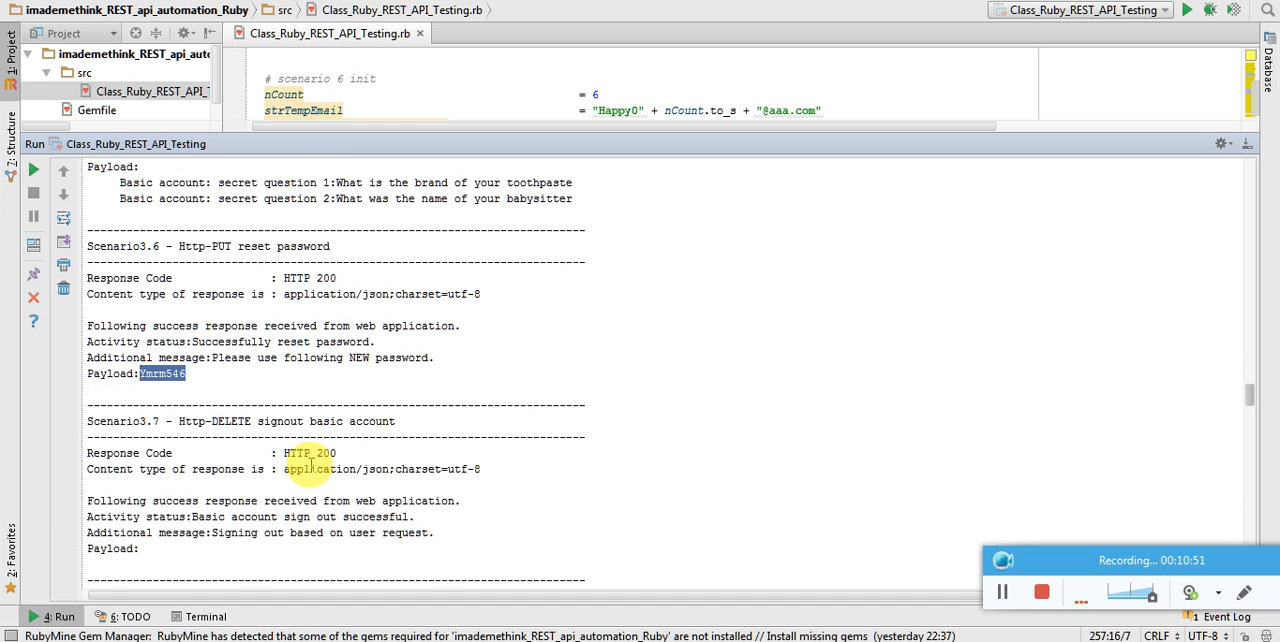 imademethink_REST_api_automation_Ruby src Class_Ruby_REST_API_Testing.rb Class_Ruby_REST_API_Testing
Project Class_Ruby_REST_API_Testing.rb
1: Project
imademethink_REST_api_auto
src
Class_Ruby_REST_API_T
Gemfile
# scenario 6 init
nCount = 6
strTempEmail = "Happy0" + nCount.to_s + "@aaa.com"
Database
7: Structure
Run Class_Ruby_REST_API_Testing
Payload:
Basic account: secret question 1:What is the brand of your toothpaste
Basic account: secret question 2:What was the name of your babysitter
----------------------------------------------------------------------------
Scenario3.6 - Http-PUT reset password
----------------------------------------------------------------------------
Response Code : HTTP 200
Content type of response is : application/json;charset=utf-8
Following success response received from web application.
Activity status:Successfully reset password.
Additional message:Please use following NEW password.
Payload:Ymrm546
----------------------------------------------------------------------------
Scenario3.7 - Http-DELETE signout basic account
----------------------------------------------------------------------------
Response Code : HTTP 200
Content type of response is : application/json;charset=utf-8
Following success response received from web application.
Activity status:Basic account sign out successful.
Additional message:Signing out based on user request.
Payload:
----------------------------------------------------------------------------
2: Favorites
Recording... 00:10:51
4: Run 6: TODO Terminal 1 Event Log
RubyMine Gem Manager: RubyMine has detected that some of the gems required for 'imademethink_REST_api_automation_Ruby' are not installed // Install missing gems (yesterday 22:37) 257:16/7 CRLF UTF-8